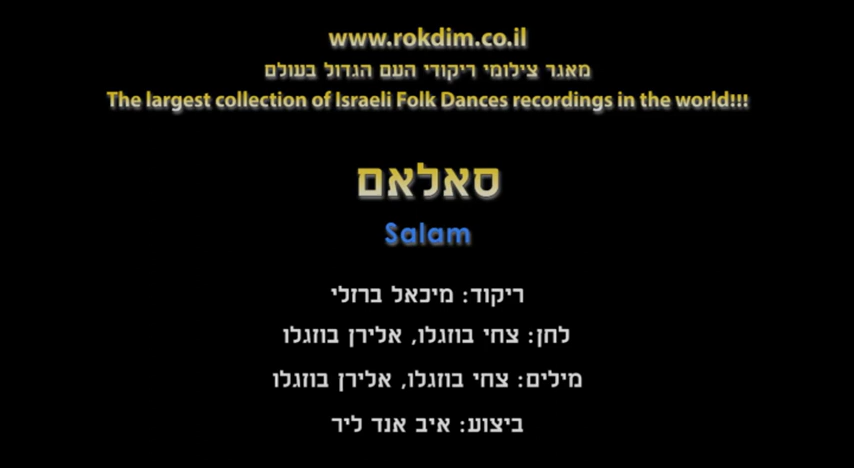 www.rokdim.co.il
מאגר צילומי ריקודי העם הגדול בעולם
The largest collection of Israeli Folk Dances recordings in the world!!!
סאלאם
Salam
ריקוד: מיכאל ברזלי
לחן: צחי בוזגלו, אלירן בוזגלו
מילים: צחי בוזגלו, אלירן בוזגלו
ביצוע: איב אנד ליר